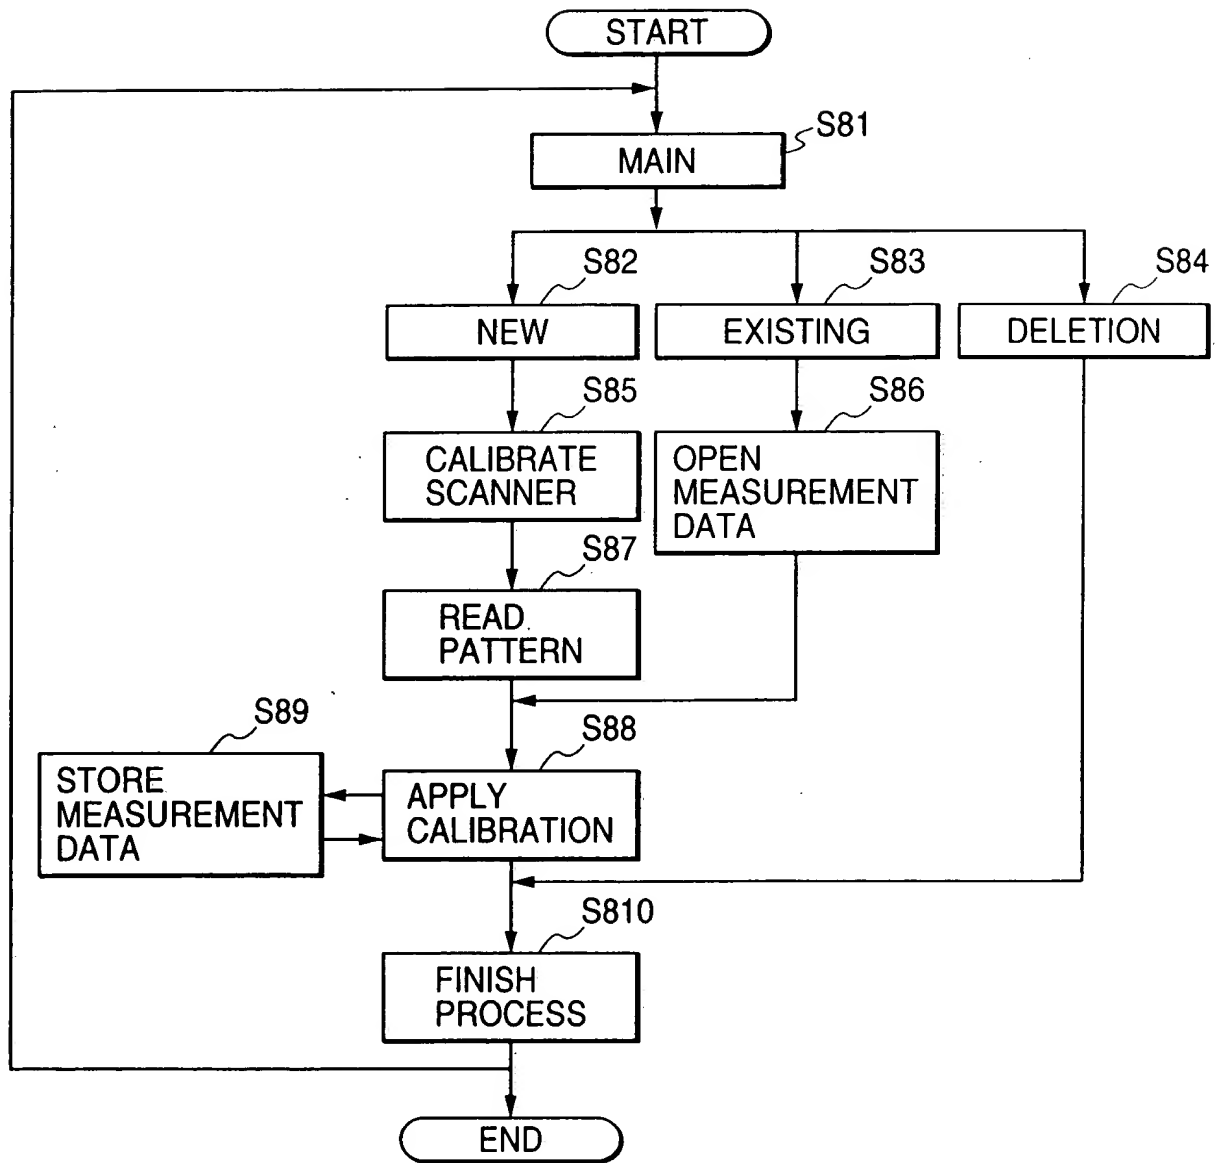 START
S81
MAIN
S82
S83
S84
NEW
EXISTING
DELETION
S85
S86
CALIBRATE
SCANNER
OPEN
MEASUREMENT
DATA
S87
READ
PATTERN
S89
S88
STORE
MEASUREMENT
DATA
APPLY
CALIBRATION
S810
FINISH
PROCESS
END